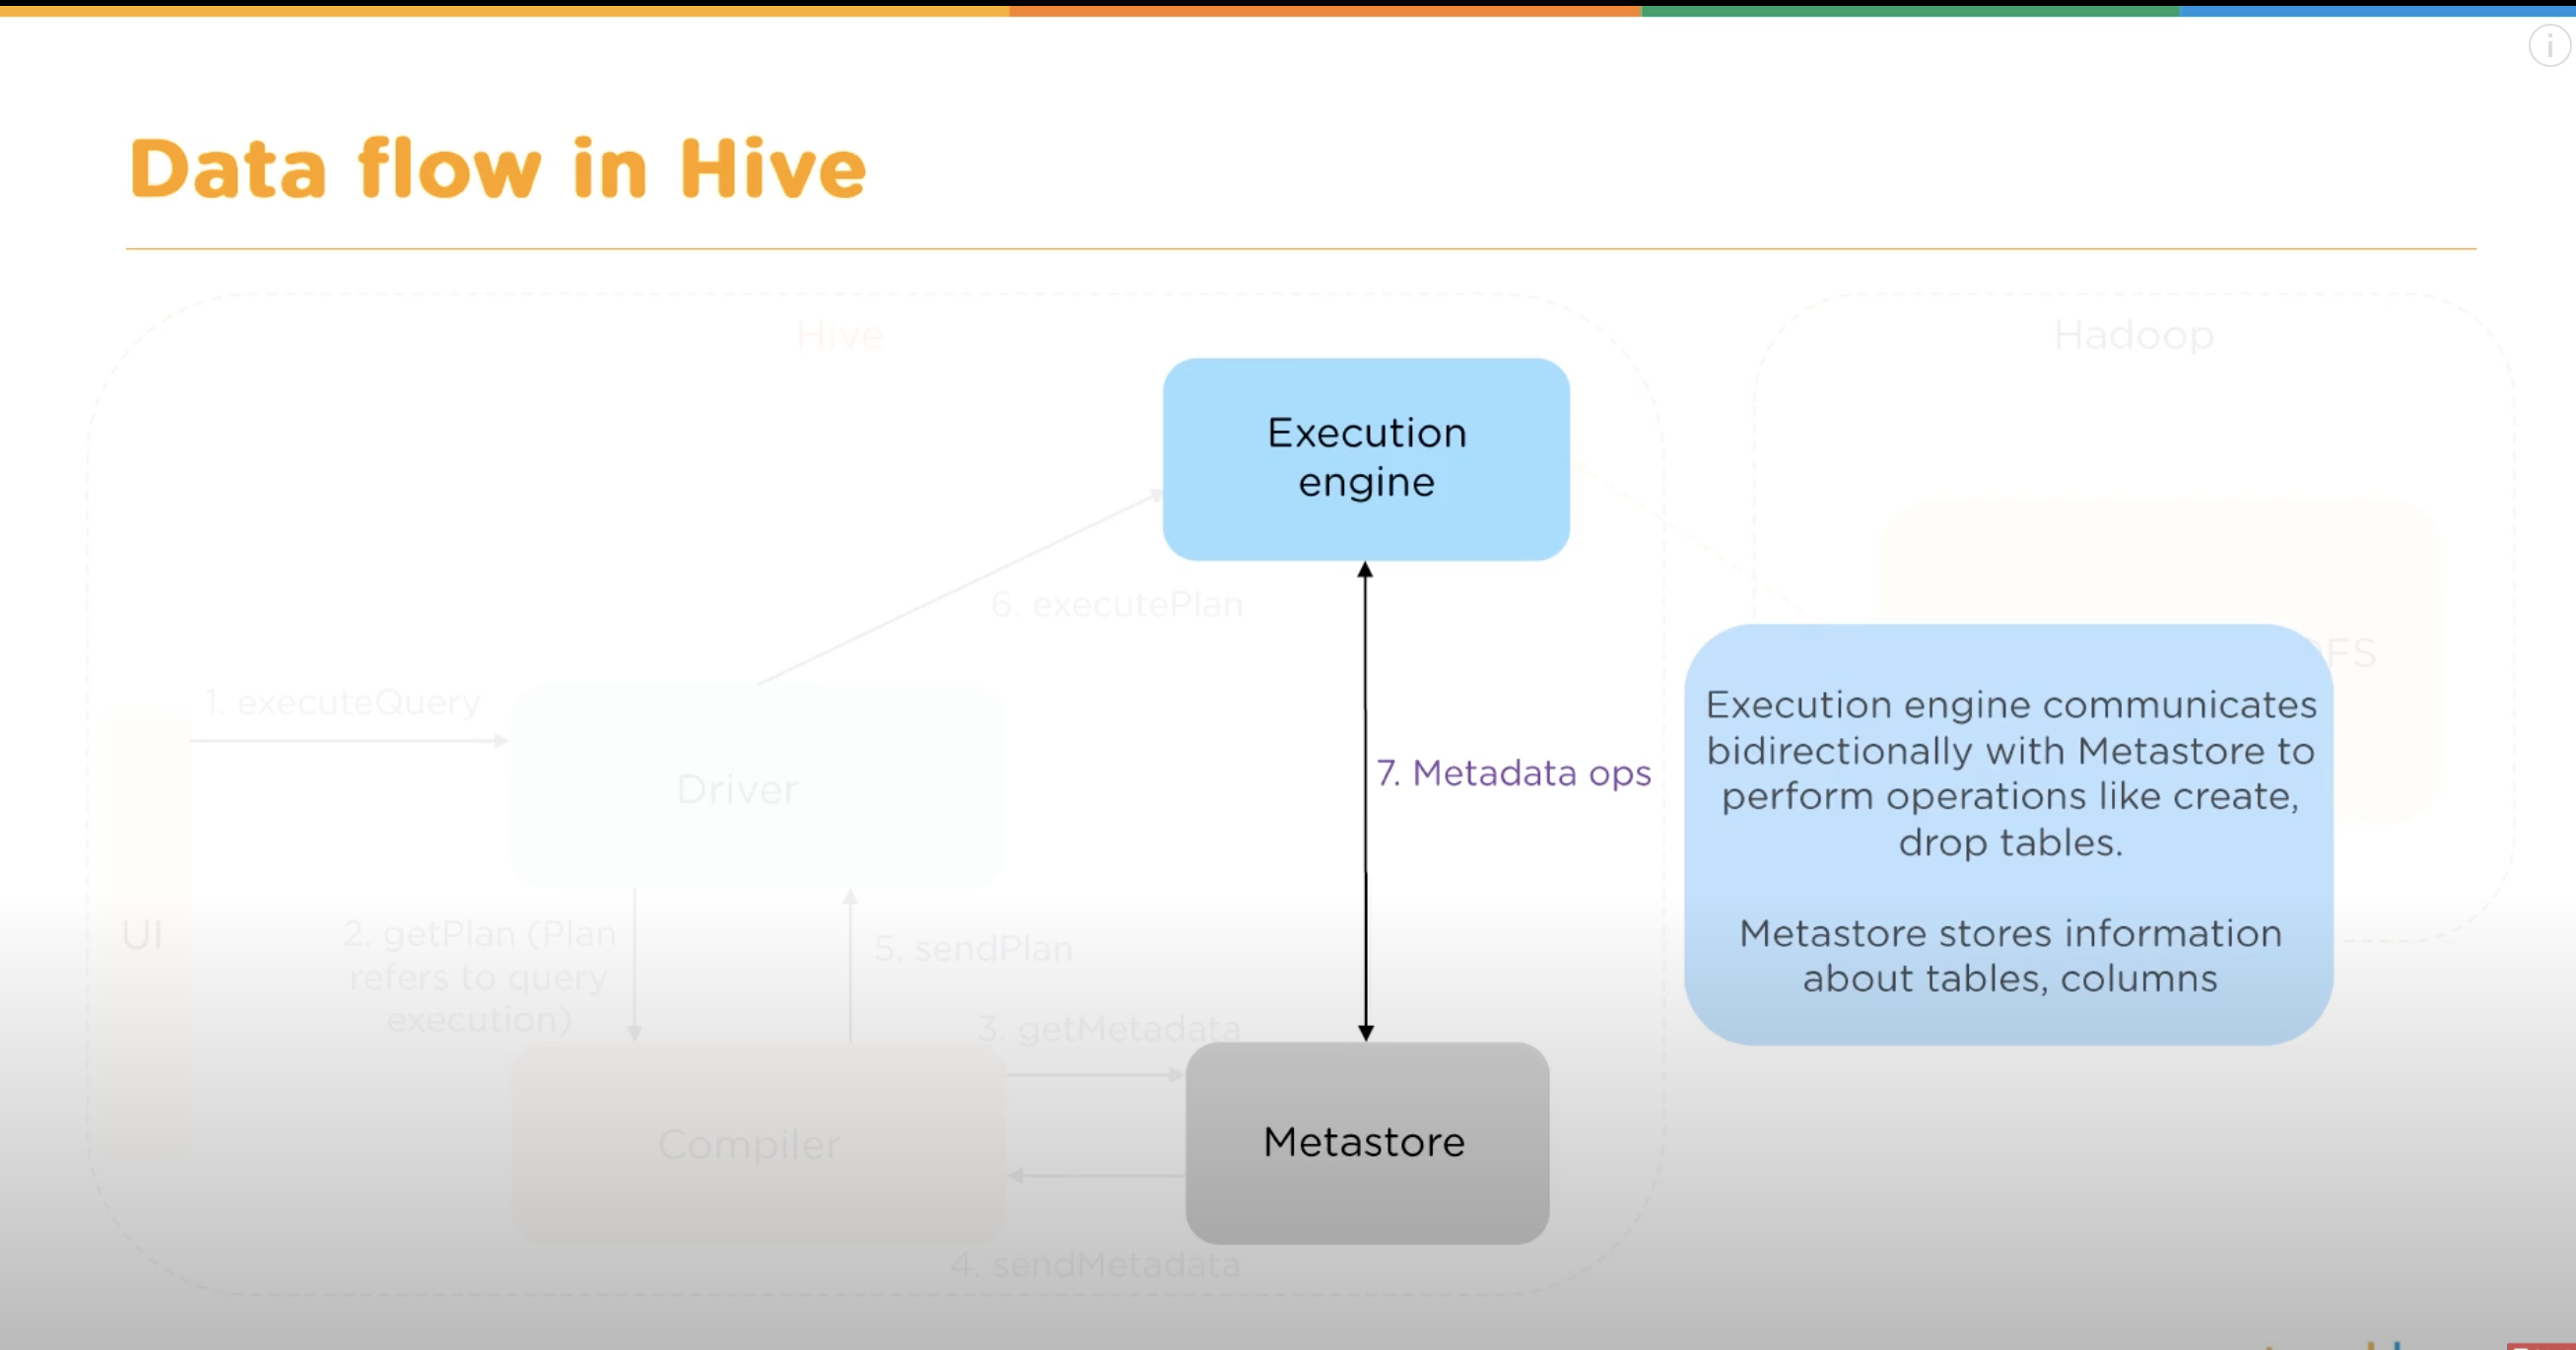 Data flow in Hive
Hive
Hadoop
Execution
engine
6. executePlan
FS
1. executeQuery
Driver
7. Metadata ops
Execution engine communicates
bidirectionally with Metastore to
perform operations like create,
drop tables.
Metastore stores information
about tables, columns
UI
2. getPlan (Plan
refers to query
execution)
5. sendPlan
3. getMetadata
Compiler
Metastore
4. sendMetadata